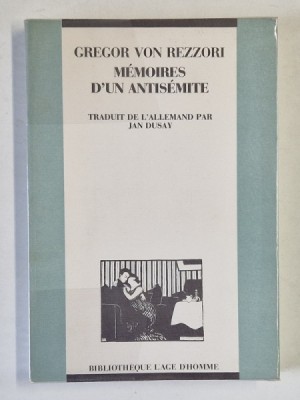 GREGOR VON REZZORI
MÉMOIRES
D'UN ANTISÉMITE
TRADUIT DE L'ALLEMAND PAR
JAN DUSAY
BIBLIOTHÈQUE L'AGE D'HOMME